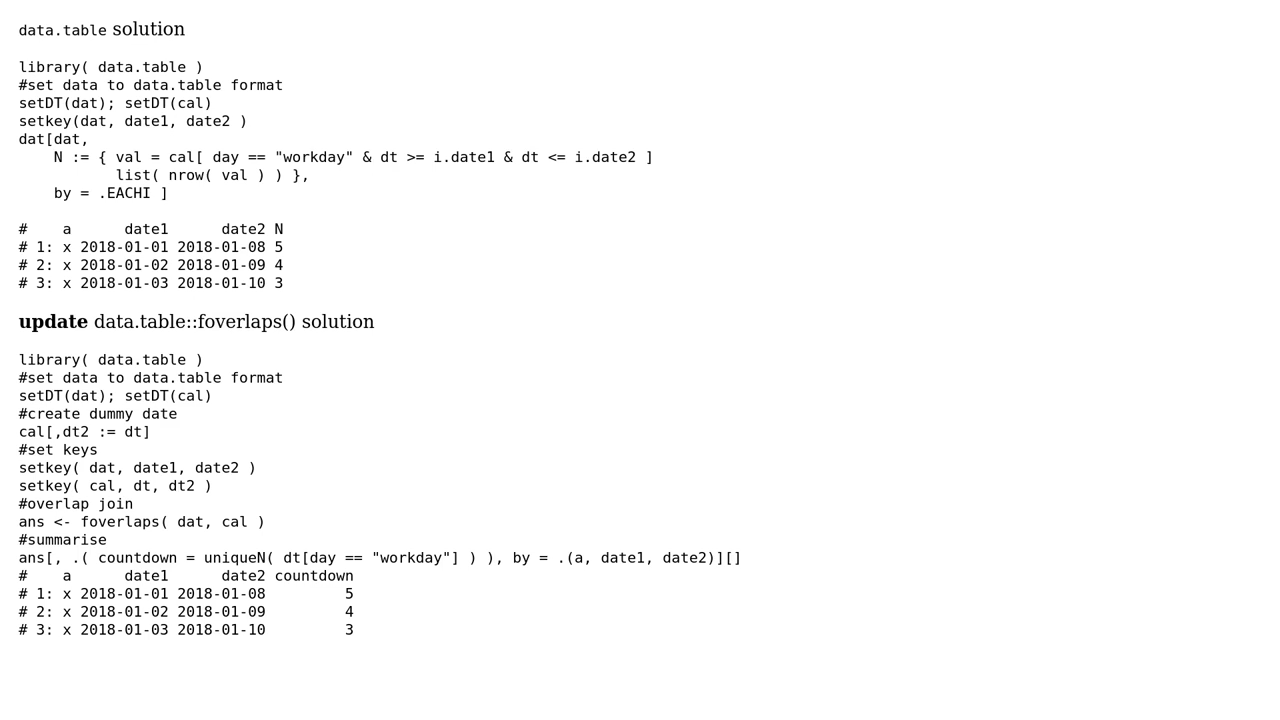 data.table solution
library( data.table )
#set data to data.table format
setDT(dat); setDT(cal)
setkey(dat, date1, date2 )
dat[dat,
    N := { val = cal[ day == "workday" & dt >= i.date1 & dt <= i.date2 ]
           list( nrow( val ) ) },
    by = .EACHI ]
#    a      date1      date2 N
# 1: x 2018-01-01 2018-01-08 5
# 2: x 2018-01-02 2018-01-09 4
# 3: x 2018-01-03 2018-01-10 3
update data.table::foverlaps() solution
library( data.table )
#set data to data.table format
setDT(dat); setDT(cal)
#create dummy date
cal[,dt2 := dt]
#set keys
setkey( dat, date1, date2 )
setkey( cal, dt, dt2 )
#overlap join
ans <- foverlaps( dat, cal )
#summarise
ans[, .( countdown = uniqueN( dt[day == "workday"] ) ), by = .(a, date1, date2)][]
#    a      date1      date2 countdown
# 1: x 2018-01-01 2018-01-08         5
# 2: x 2018-01-02 2018-01-09         4
# 3: x 2018-01-03 2018-01-10         3